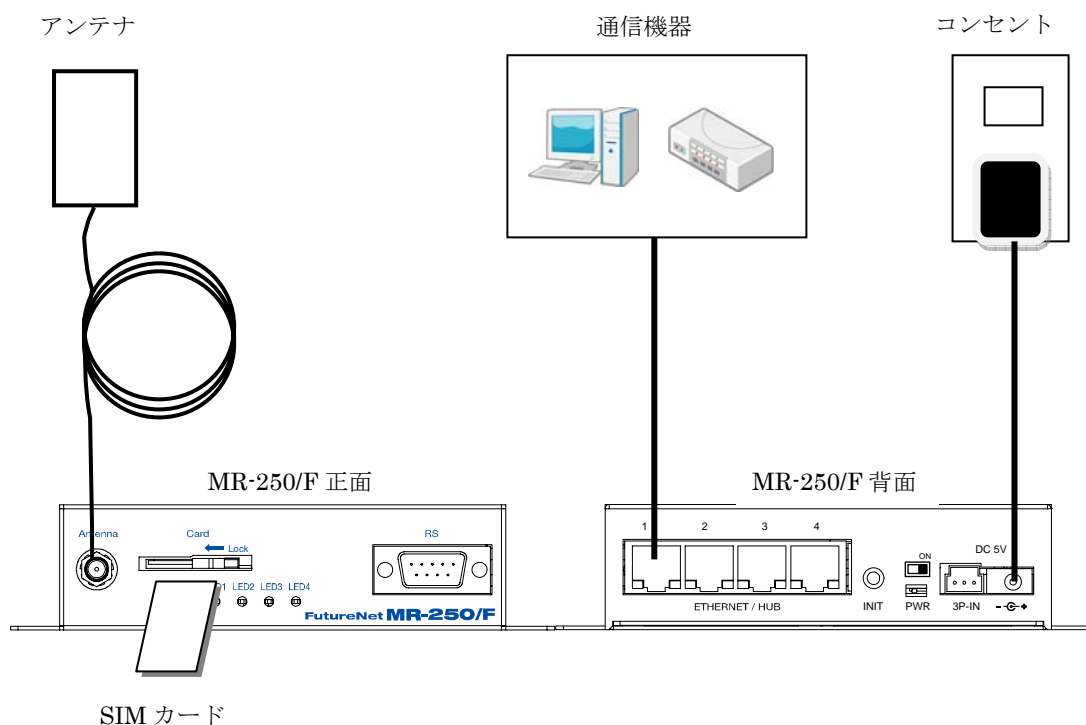 アンテナ
通信機器
コンセント
MR-250/F 正面
MR-250/F 背面
Antenna
Card
Lock
RS
LED2 LED3 LED4
FutureNet MR-250/F
1 2 3 4
ETHERNET / HUB
INIT
ON
PWR
DC 5V
3P-IN
SIM カード